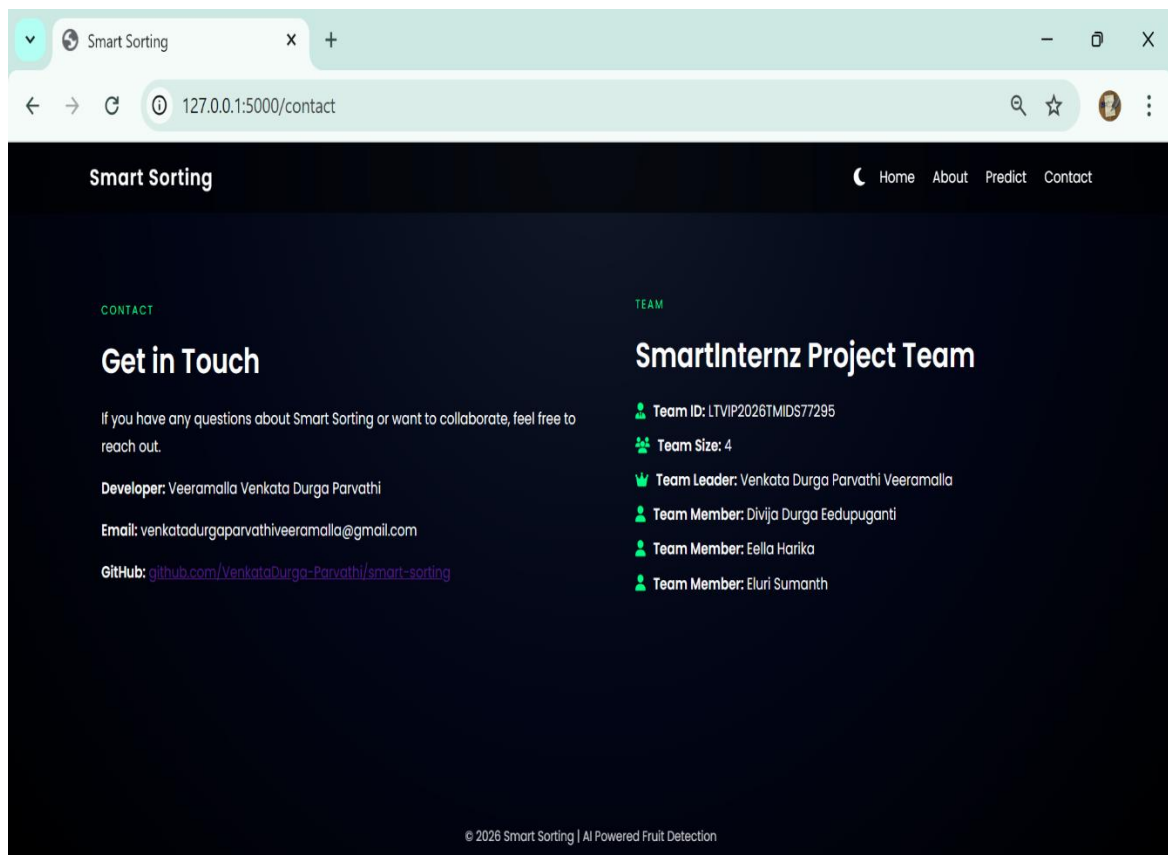 Smart Sorting
127.0.0.1:5000/contact
Smart Sorting
Home About Predict Contact
CONTACT
Get in Touch
If you have any questions about Smart Sorting or want to collaborate, feel free to
reach out.
Developer: Veeramalla Venkata Durga Parvathi
Email: venkatadurgaparvathiveeramalla@gmail.com
GitHub: github.com/VenkataDurga-Parvathi/smart-sorting
TEAM
SmartInternz Project Team
Team ID: LTVIP2026TMIDS77295
Team Size: 4
Team Leader: Venkata Durga Parvathi Veeramalla
Team Member: Divija Durga Eedupuganti
Team Member: Eella Harika
Team Member: Eluri Sumanth
© 2026 Smart Sorting | AI Powered Fruit Detection